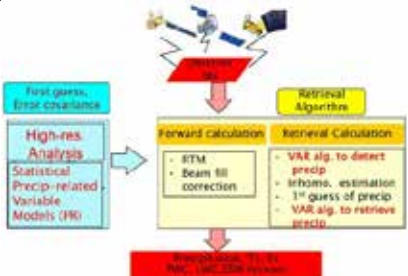 First guess,
Error covariance
High-res.
Analysis
Statistical
Precip-related
Variable
Models (PR)
Retrieval
Algorithm
Forward calculation
• RTM
• Beam fill
correction
Retrieval Calculation
• VAR alg. to detect
precip
• Inhomo. estimation
• 1st guess of precip
• VAR alg. to retrieve
precip